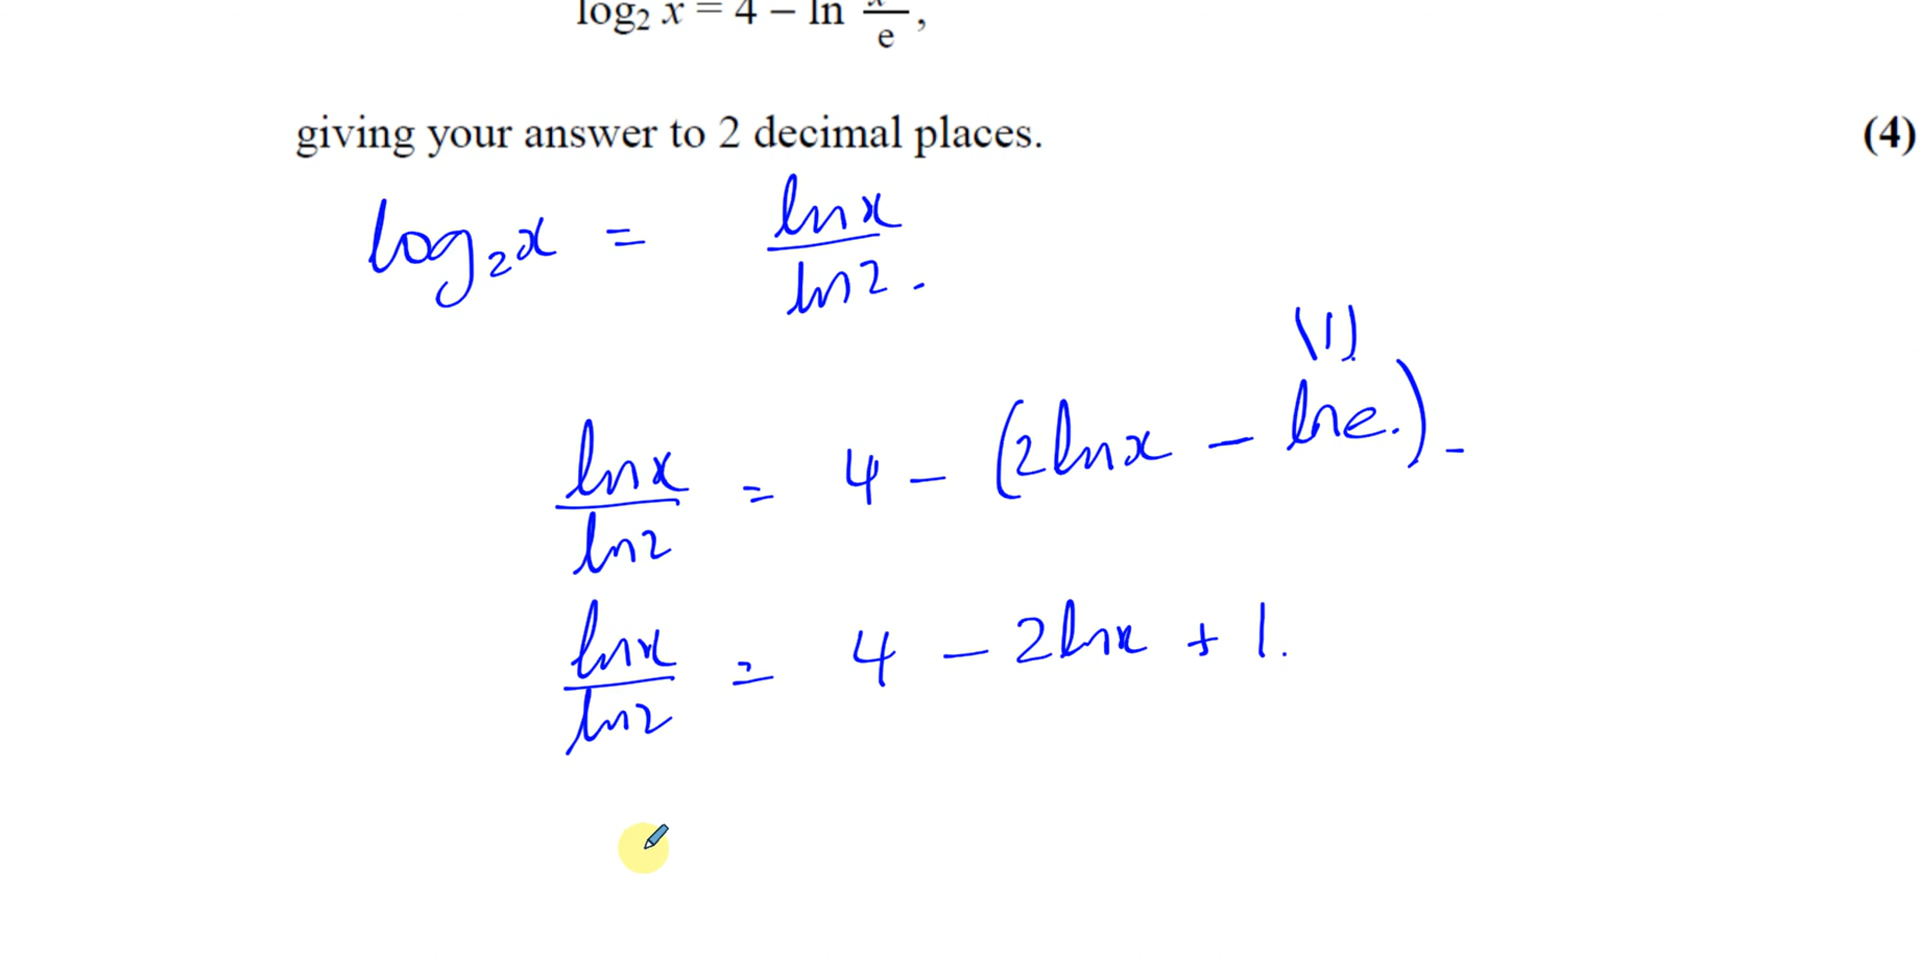 log₂ x = 4 − ln x/e,
giving your answer to 2 decimal places.
(4)
log₂x = lnx/ln2.
(1)
lnx/ln2 = 4 − (2lnx − lne.)-
lnx/ln2 = 4 − 2lnx + 1.